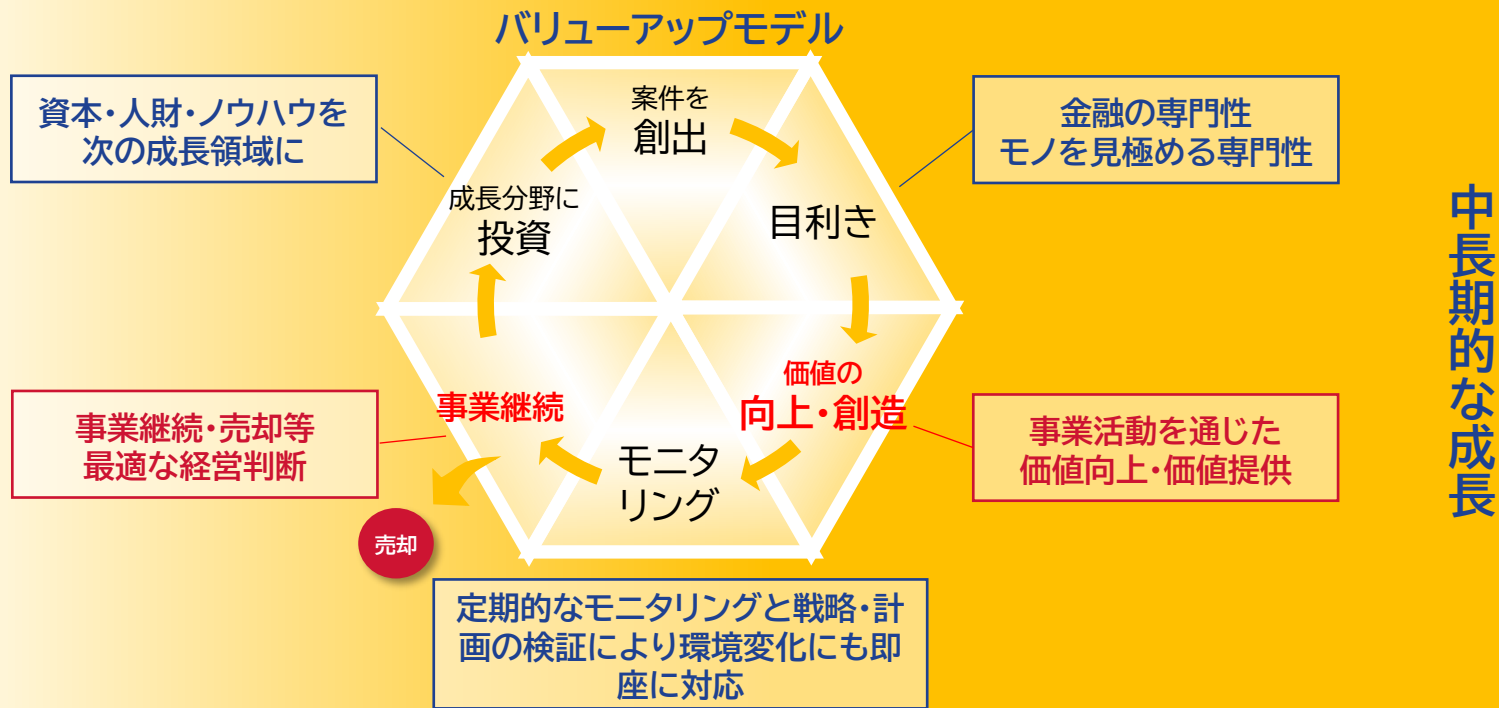 バリューアップモデル
資本・人財・ノウハウを
次の成長領域に
案件を
創出
金融の専門性
モノを見極める専門性
成長分野に
投資
目利き
中長期的な成長
価値の
向上・創造
事業継続
事業継続・売却等
最適な経営判断
モニタ
リング
事業活動を通じた
価値向上・価値提供
売却
定期的なモニタリングと戦略・計
画の検証により環境変化にも即
座に対応